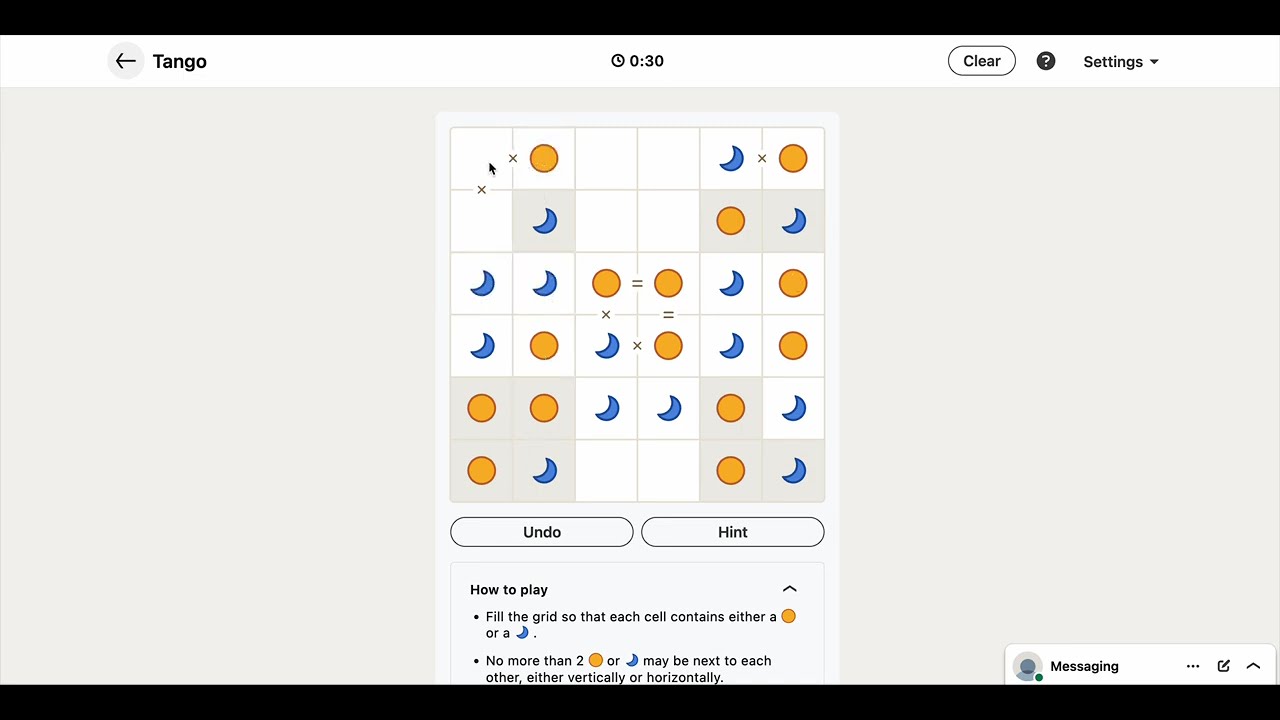 Tango
0:30
Clear
?
Settings
×
×
×
=
×
=
×
Undo
Hint
How to play
• Fill the grid so that each cell contains either a
or a .
• No more than 2 or may be next to each
other, either vertically or horizontally.
Messaging